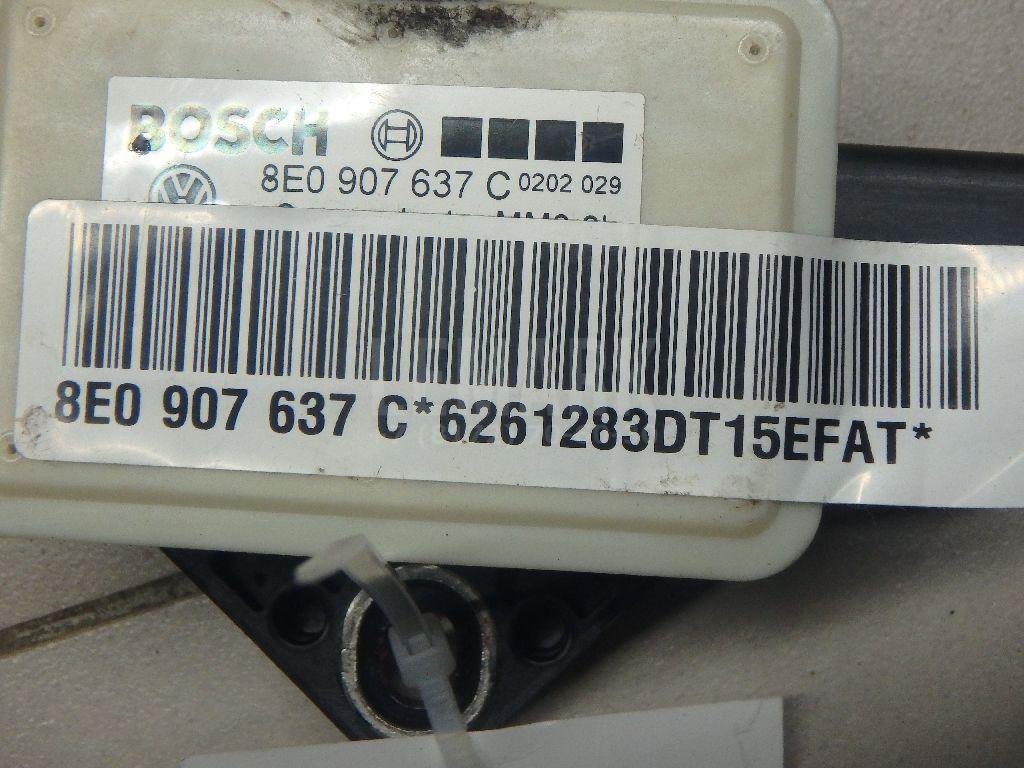 BOSCH
8E0 907 637 C 0202 029
8E0 907 637 C*6261283DT15EFAT*